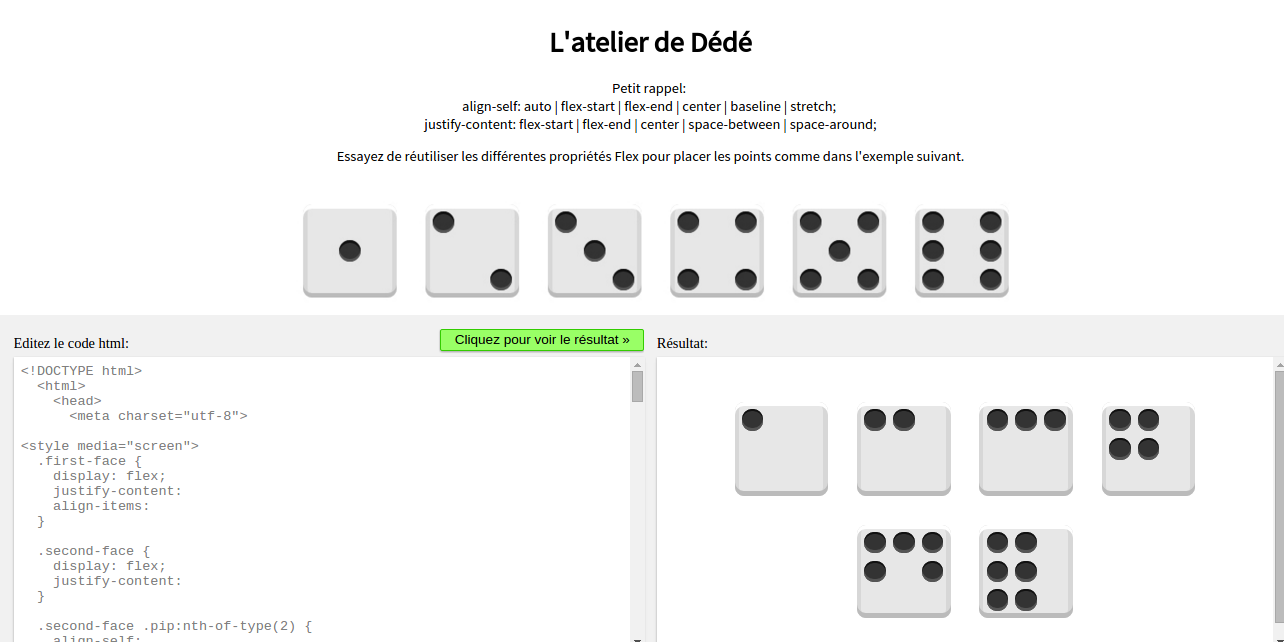 L'atelier de Dédé
Petit rappel:
align-self: auto | flex-start | flex-end | center | baseline | stretch;
justify-content: flex-start | flex-end | center | space-between | space-around;
Essayez de réutiliser les différentes propriétés Flex pour placer les points comme dans l'exemple suivant.
Editez le code html:
Cliquez pour voir le résultat »
Résultat:
<!DOCTYPE html>
<html>
<head>
<meta charset="utf-8">
<style media="screen">
.first-face {
display: flex;
justify-content:
align-items:
}
.second-face {
display: flex;
justify-content:
}
.second-face .pip:nth-of-type(2) {
align-self: